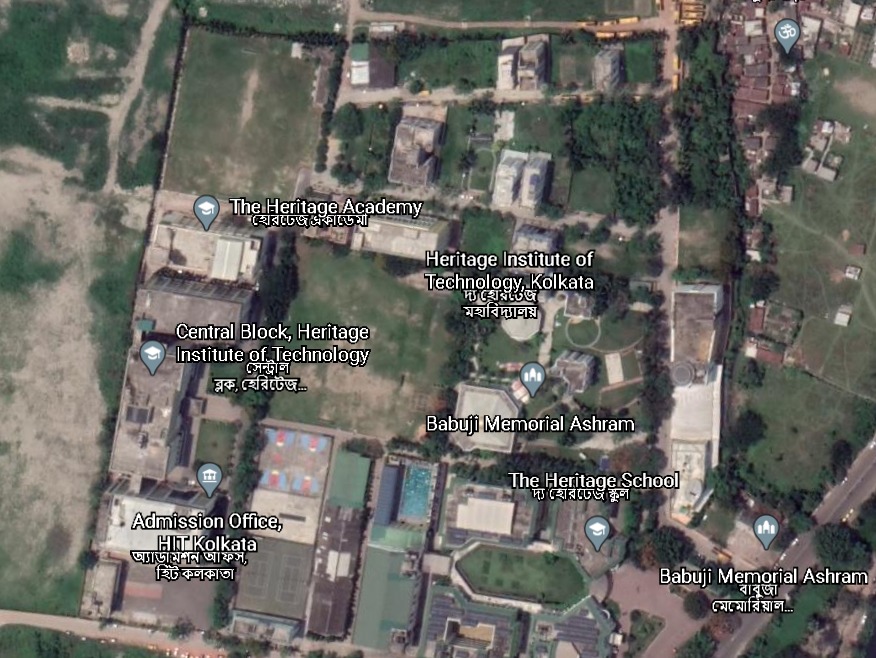 ॐ
The Heritage Academy
হেরিটেজ একাডেমী
Heritage Institute of
Technology, Kolkata
দ্য হেরিটেজ
মহাবিদ্যালয়
Central Block, Heritage
Institute of Technology
সেন্ট্রাল
ব্লক, হেরিটেজ...
Babuji Memorial Ashram
The Heritage School
দ্য হেরিটেজ স্কুল
Admission Office,
HIT Kolkata
অ্যাডমিশন অফিস,
হিট কলকাতা
Babuji Memorial Ashram
বাবুজী
মেমোরিয়াল...